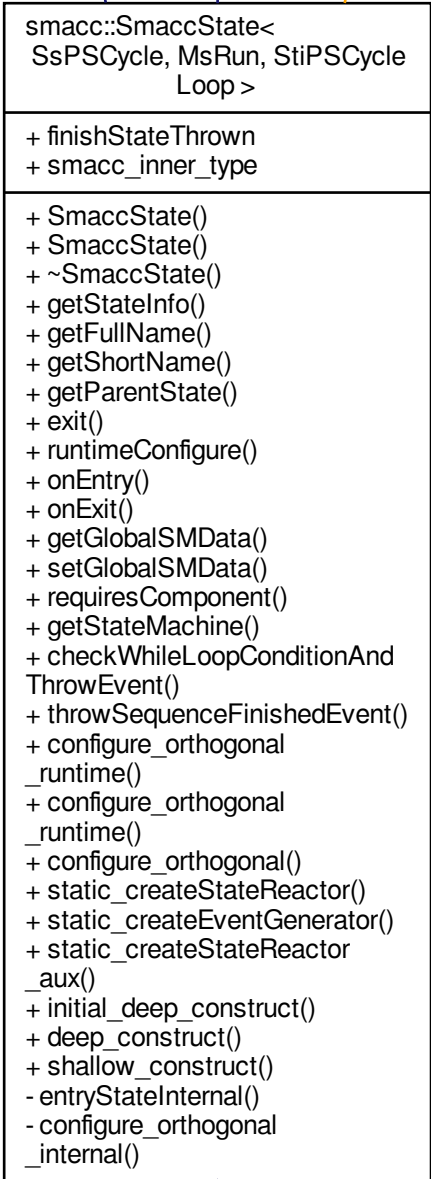 smacc::SmaccState<
SsPSCycle, MsRun, StiPSCycle
Loop >
+ finishStateThrown
+ smacc_inner_type
+ SmaccState()
+ SmaccState()
+ ~SmaccState()
+ getStateInfo()
+ getFullName()
+ getShortName()
+ getParentState()
+ exit()
+ runtimeConfigure()
+ onEntry()
+ onExit()
+ getGlobalSMData()
+ setGlobalSMData()
+ requiresComponent()
+ getStateMachine()
+ checkWhileLoopConditionAnd
ThrowEvent()
+ throwSequenceFinishedEvent()
+ configure_orthogonal
_runtime()
+ configure_orthogonal
_runtime()
+ configure_orthogonal()
+ static_createStateReactor()
+ static_createEventGenerator()
+ static_createStateReactor
_aux()
+ initial_deep_construct()
+ deep_construct()
+ shallow_construct()
- entryStateInternal()
- configure_orthogonal
_internal()